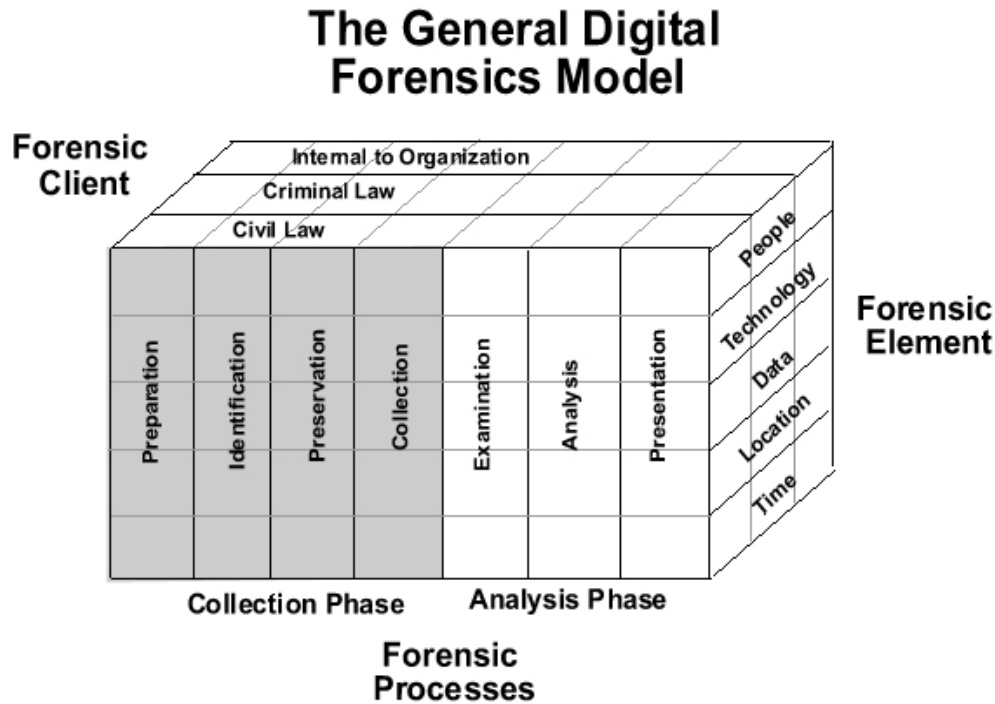 The General Digital
Forensics Model
Forensic
Client
Internal to Organization
Criminal Law
Civil Law
People
Technology
Data
Location
Time
Forensic
Element
Preparation
Identification
Preservation
Collection
Examination
Analysis
Presentation
Collection Phase
Analysis Phase
Forensic
Processes